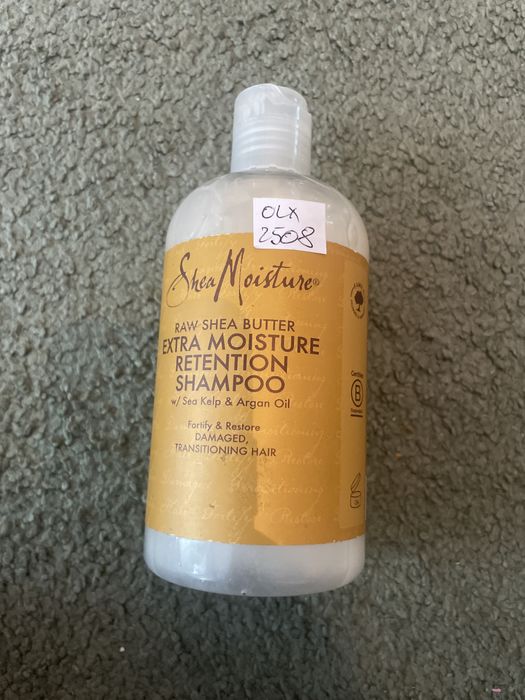 OLX
2508
SheaMoisture®
RAW SHEA BUTTER
EXTRA MOISTURE
RETENTION
SHAMPOO
w/ Sea Kelp & Argan Oil
Fortify & Restore
DAMAGED,
TRANSITIONING HAIR
Certified
B